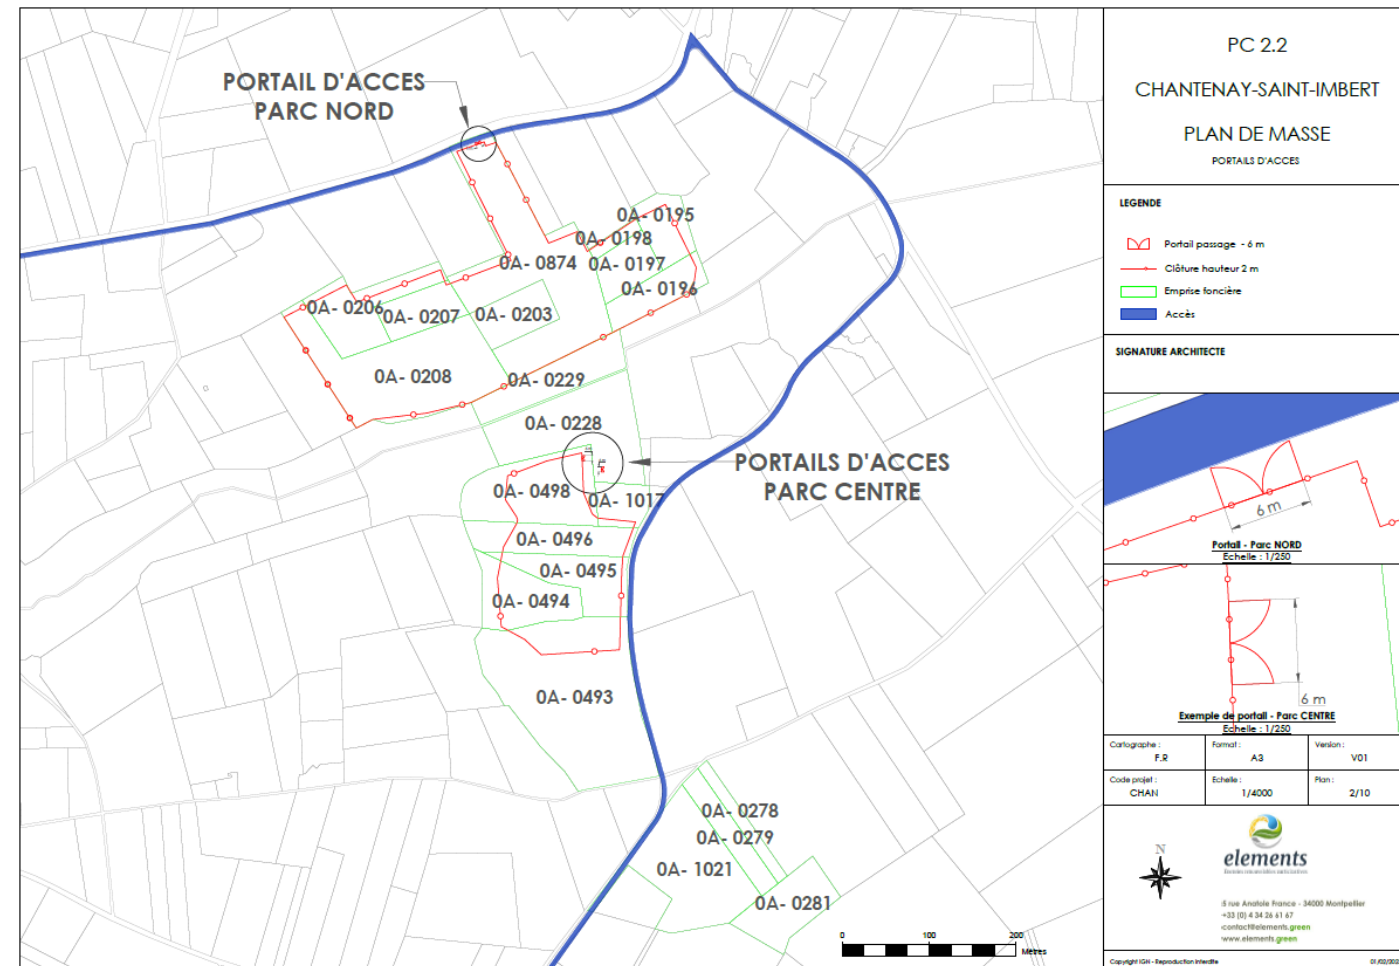 PORTAIL D'ACCES
PARC NORD
0A- 0195
0A- 0198
0A- 0874
0A- 0197
0A- 0196
0A- 0206
0A- 0207
0A- 0203
0A- 0208
0A- 0229
0A- 0228
PORTAILS D'ACCES
PARC CENTRE
0A- 0498
0A- 1017
0A- 0496
0A- 0495
0A- 0494
0A- 0493
0A- 0278
0A- 0279
0A- 1021
0A- 0281
0
100
200
Mètres
PC 2.2
CHANTENAY-SAINT-IMBERT
PLAN DE MASSE
PORTAILS D'ACCES
LEGENDE
Portail passage - 6 m
Clôture hauteur 2 m
Emprise foncière
Accès
SIGNATURE ARCHITECTE
6 m
Portail - Parc NORD
Echelle : 1/250
6 m
Exemple de portail - Parc CENTRE
Echelle : 1/250
Cartographe :
F.R
Format :
A3
Version :
V01
Code projet :
CHAN
Echelle :
1/4000
Plan :
2/10
N
elements
5 rue Anatole France - 34000 Montpellier
+33 (0) 4 34 26 61 67
contact@elements.green
www.elements.green
Copyright IGN - Reproduction interdite